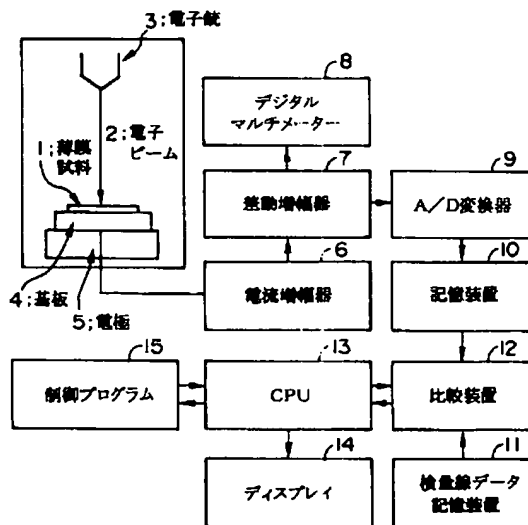 3;電子銃
2;電子
ビーム
1;薄膜
試料
4;基板
5;電極
8
デジタル
マルチメーター
7
差動増幅器
9
A/D変換器
6
電流増幅器
10
記憶装置
15
制御プログラム
13
CPU
12
比較装置
14
ディスプレイ
11
検量線データ
記憶装置